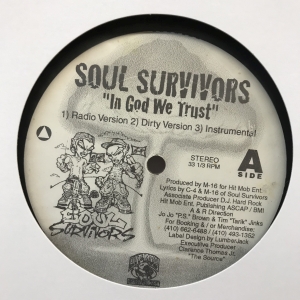 SOUL SURVIVORS
"In God We Trust"
1) Radio Version 2) Dirty Version 3) Instrumental
STEREO
33 1/3 RPM
A
SIDE
Produced by M-16 for Hit Mob Ent.
Lyrics by C-4 & M-16 of Soul Survivors
Associate Producer D.J. Hard Rock
Hit Mob Ent. Publishing ASCAP / BMI
A & R Direction
Jo Jo "P.S." Brown & Tim "Tarik" Jinks
For Booking & / or Merchandise:
(410) 662-6488 / (410) 493-1352
Label Design by Lumberjack
Executive Producer
Clarence Thomas Jr.
"The Source"
SOUL
SURVIVORS